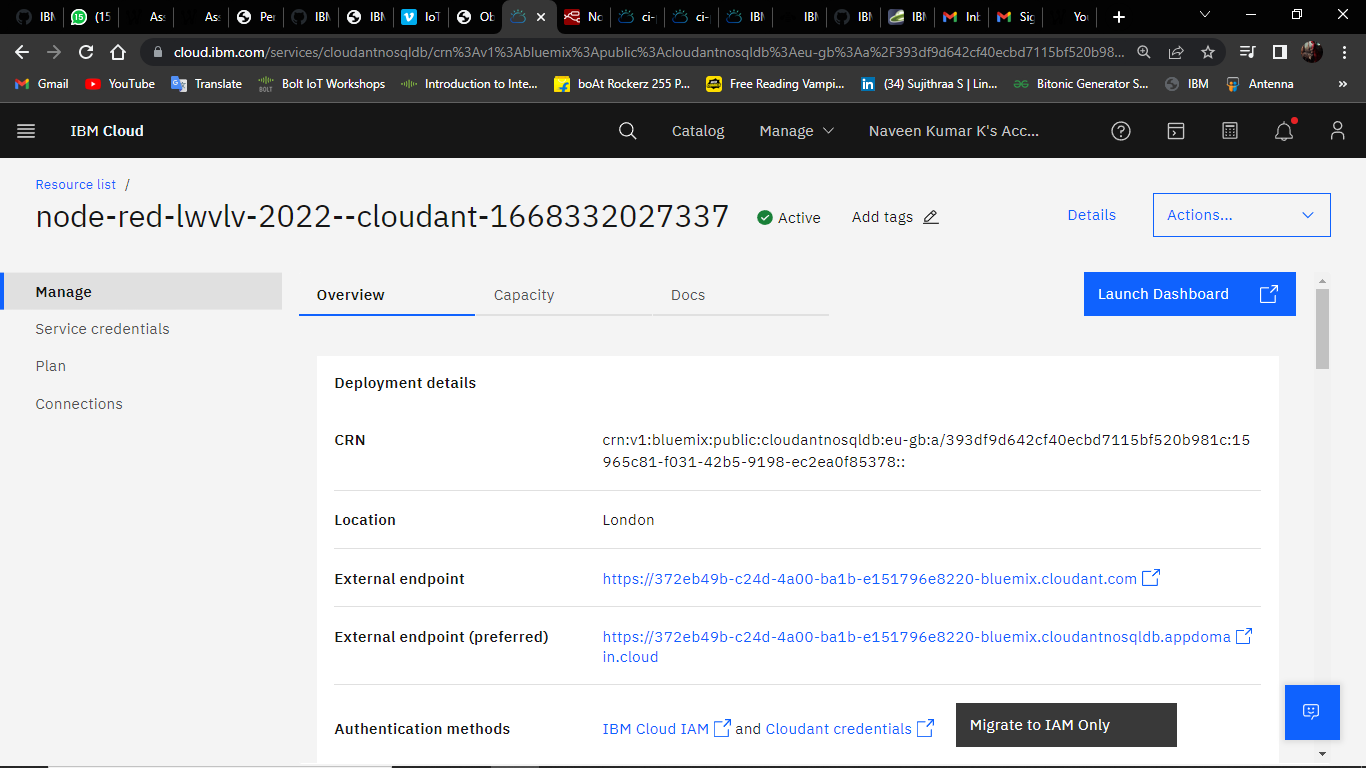 IBM
(15
Ass
Ass
Per
IBM
IBM
IoT
Ob
No
ci-p
ci-p
IBM
IBM
IBM
IBM
Inb
Sig
You
cloud.ibm.com/services/cloudantnosqldb/crn%3Av1%3Abluemix%3Apublic%3Acloudantnosqldb%3Aeu-gb%3Aa%2F393df9d642cf40ecbd7115bf520b98...
Gmail YouTube Translate Bolt IoT Workshops Introduction to Inte... boAt Rockerz 255 P... Free Reading Vampi... (34) Sujithraa S | Lin... Bitonic Generator S... IBM Antenna »
IBM Cloud Catalog Manage Naveen Kumar K's Acc...
Resource list /
node-red-lwvlv-2022--cloudant-1668332027337 Active Add tags Details Actions...
Manage
Service credentials
Plan
Connections
Overview Capacity Docs Launch Dashboard
Deployment details
CRN crn:v1:bluemix:public:cloudantnosqldb:eu-gb:a/393df9d642cf40ecbd7115bf520b981c:15
965c81-f031-42b5-9198-ec2ea0f85378::
Location London
External endpoint https://372eb49b-c24d-4a00-ba1b-e151796e8220-bluemix.cloudant.com
External endpoint (preferred) https://372eb49b-c24d-4a00-ba1b-e151796e8220-bluemix.cloudantnosqldb.appdoma
in.cloud
Authentication methods IBM Cloud IAM and Cloudant credentials Migrate to IAM Only